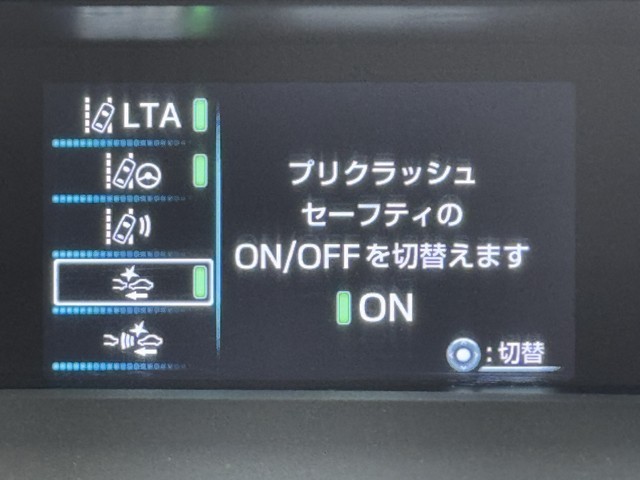 LTA
プリクラッシュ
セーフティの
ON/OFFを切替えます
ON
:切替